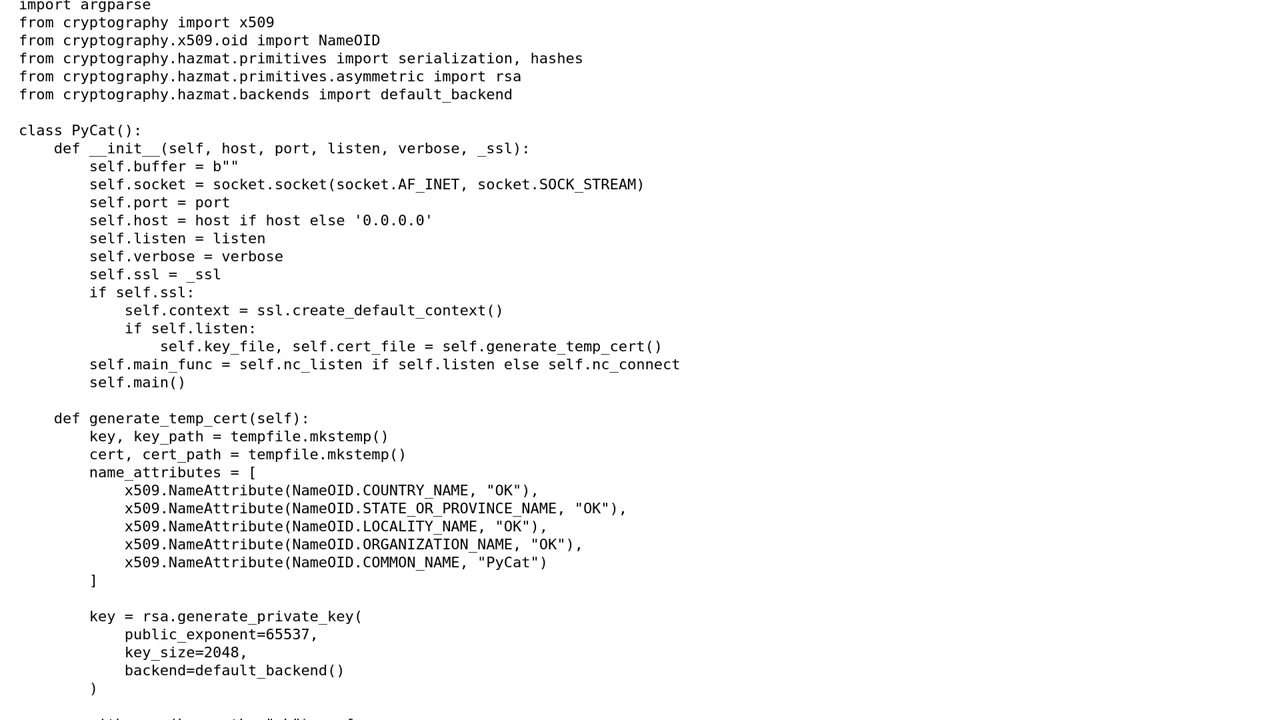 import argparse
from cryptography import x509
from cryptography.x509.oid import NameOID
from cryptography.hazmat.primitives import serialization, hashes
from cryptography.hazmat.primitives.asymmetric import rsa
from cryptography.hazmat.backends import default_backend

class PyCat():
    def __init__(self, host, port, listen, verbose, _ssl):
        self.buffer = b""
        self.socket = socket.socket(socket.AF_INET, socket.SOCK_STREAM)
        self.port = port
        self.host = host if host else '0.0.0.0'
        self.listen = listen
        self.verbose = verbose
        self.ssl = _ssl
        if self.ssl:
            self.context = ssl.create_default_context()
            if self.listen:
                self.key_file, self.cert_file = self.generate_temp_cert()
        self.main_func = self.nc_listen if self.listen else self.nc_connect
        self.main()

    def generate_temp_cert(self):
        key, key_path = tempfile.mkstemp()
        cert, cert_path = tempfile.mkstemp()
        name_attributes = [
            x509.NameAttribute(NameOID.COUNTRY_NAME, "OK"),
            x509.NameAttribute(NameOID.STATE_OR_PROVINCE_NAME, "OK"),
            x509.NameAttribute(NameOID.LOCALITY_NAME, "OK"),
            x509.NameAttribute(NameOID.ORGANIZATION_NAME, "OK"),
            x509.NameAttribute(NameOID.COMMON_NAME, "PyCat")
        ]

        key = rsa.generate_private_key(
            public_exponent=65537,
            key_size=2048,
            backend=default_backend()
        )